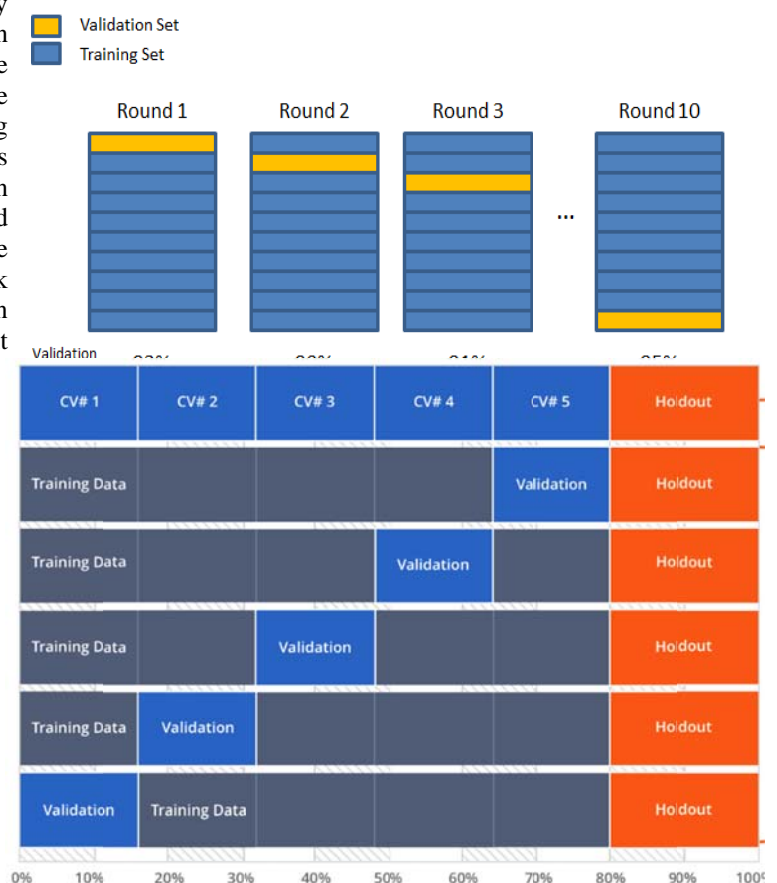 Validation Set
Training Set
Round 1 Round 2 Round 3 Round 10
...
Validation
CV# 1 CV# 2 CV# 3 CV# 4 CV# 5 Holdout
Training Data Validation Holdout
Training Data Validation Holdout
Training Data Validation Holdout
Training Data Validation Holdout
Validation Training Data Holdout
0% 10% 20% 30% 40% 50% 60% 70% 80% 90% 100%